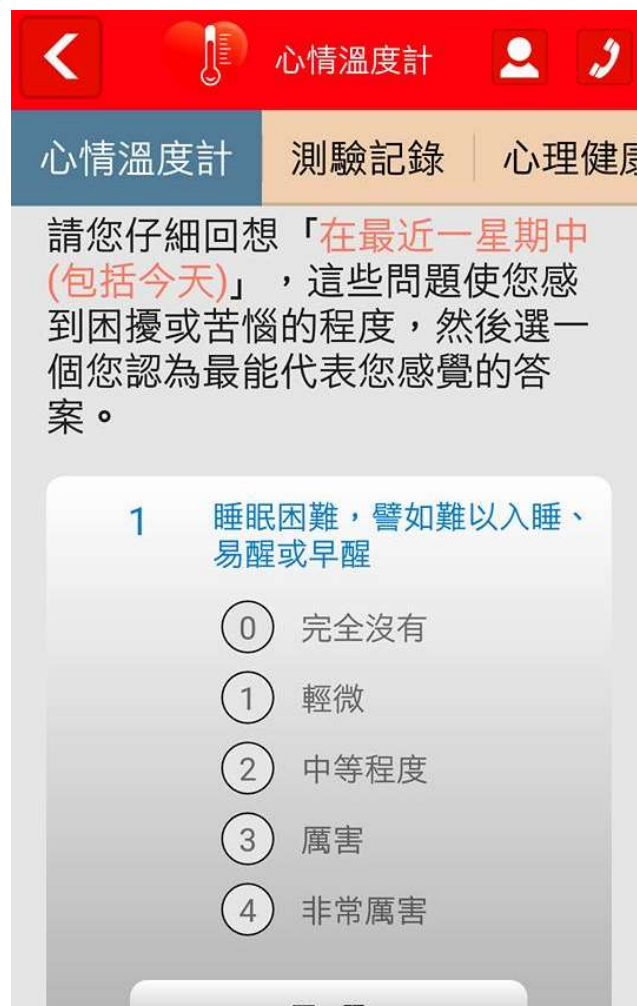 心情溫度計
心情溫度計
測驗記錄
心理健康
請您仔細回想「在最近一星期中
(包括今天)」，這些問題使您感
到困擾或苦惱的程度，然後選一
個您認為最能代表您感覺的答
案。
1
睡眠困難，譬如難以入睡、
易醒或早醒
0 完全沒有
1 輕微
2 中等程度
3 厲害
4 非常厲害